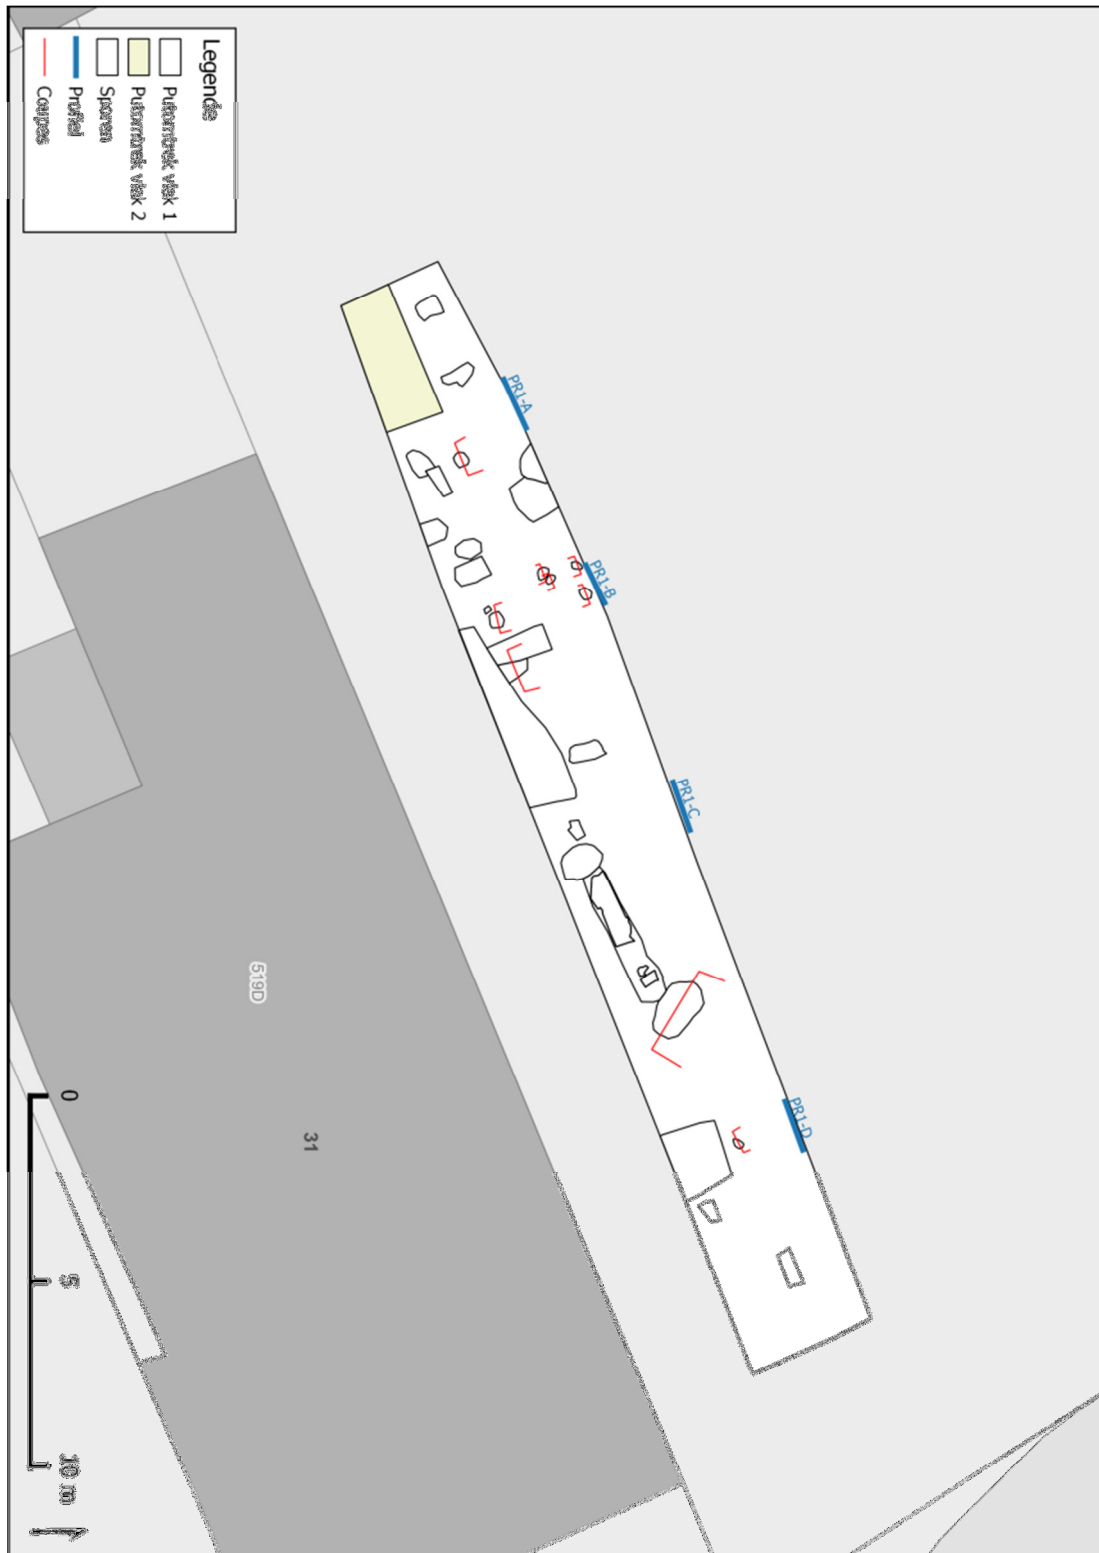 Legende
Putomtrek vlak 1
Putomtrek vlak 2
Sporen
Profiel
Coupes
PR1-A
PR1-B
PR1-C
PR1-D
519D
31
0
5
10 m